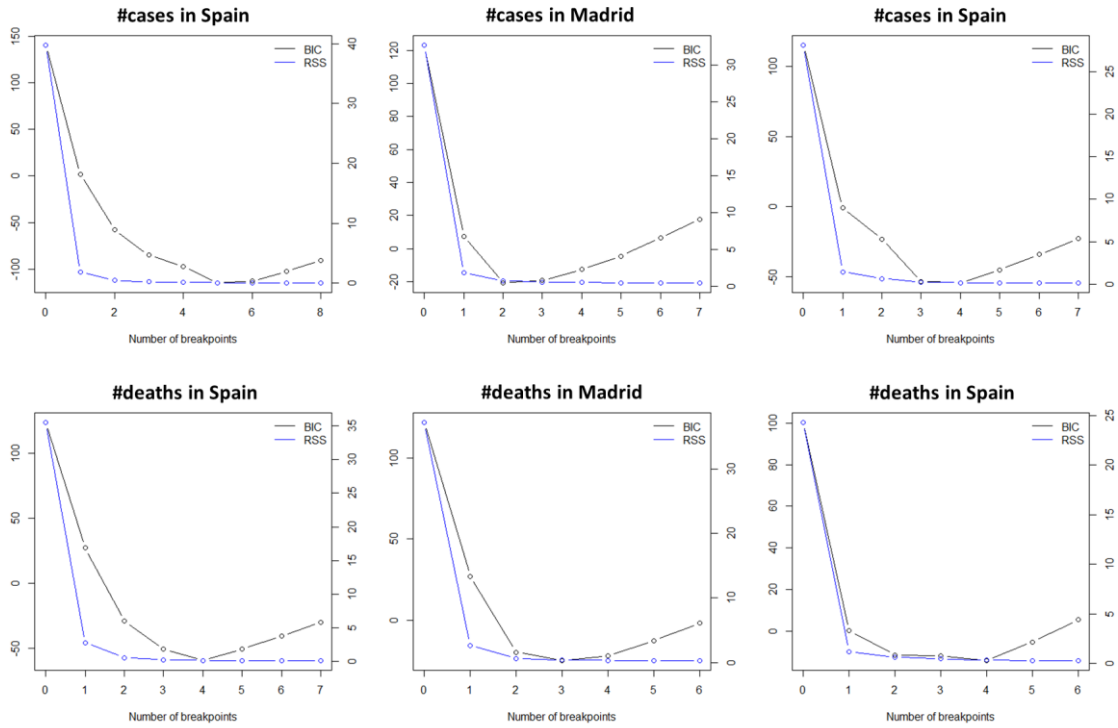 #cases in Spain
#cases in Madrid
#cases in Spain
BIC
RSS
150
100
50
0
-50
-100
40
30
20
10
0
0 2 4 6 8
Number of breakpoints
BIC
RSS
120
100
80
60
40
20
0
-20
30
25
20
15
10
5
0
0 1 2 3 4 5 6 7
Number of breakpoints
BIC
RSS
100
50
0
-50
25
20
15
10
5
0
0 1 2 3 4 5 6 7
Number of breakpoints
#deaths in Spain
#deaths in Madrid
#deaths in Spain
BIC
RSS
100
50
0
-50
35
30
25
20
15
10
5
0
0 1 2 3 4 5 6 7
Number of breakpoints
BIC
RSS
100
50
0
30
20
10
0
0 1 2 3 4 5 6
Number of breakpoints
BIC
RSS
100
80
60
40
20
0
25
20
15
10
5
0
0 1 2 3 4 5 6
Number of breakpoints